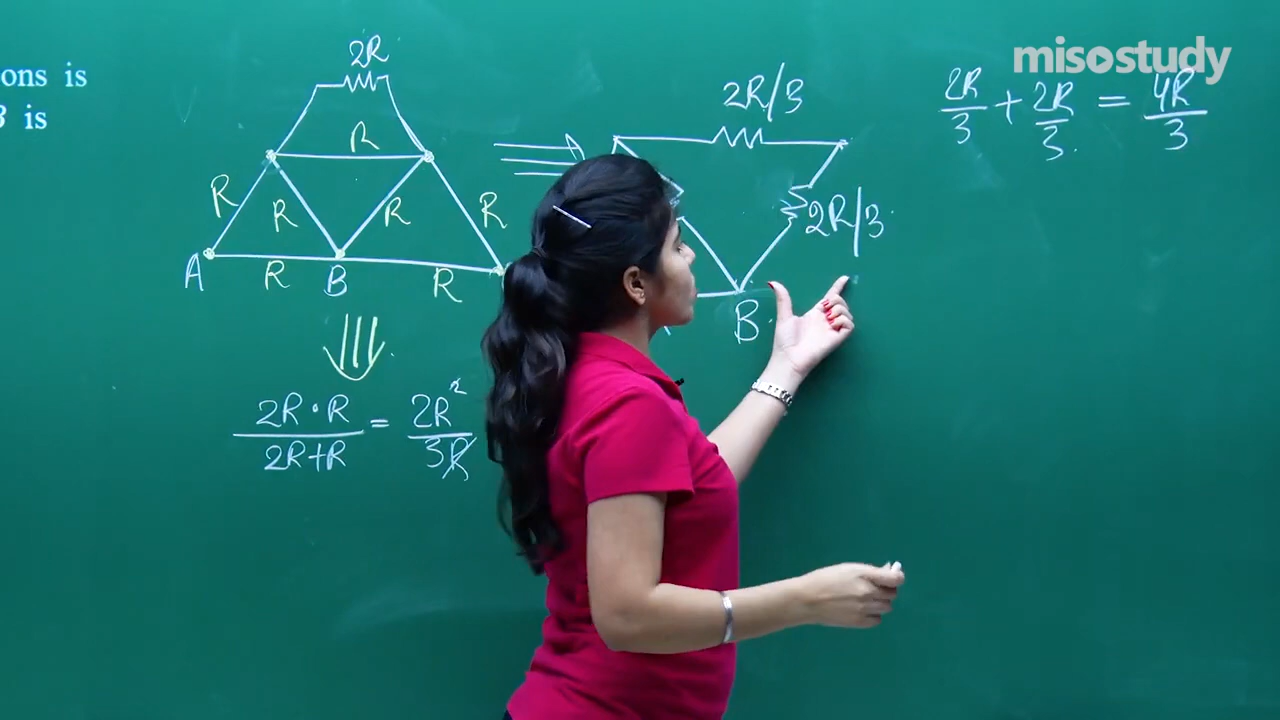 misostudy
ons is
B is
2R
R
R
R
R
R
A
R
B
R
2R/3
2R/3
B
2R/3 + 2R/3 = 4R/3
2R·R/2R+R = 2R²/3R